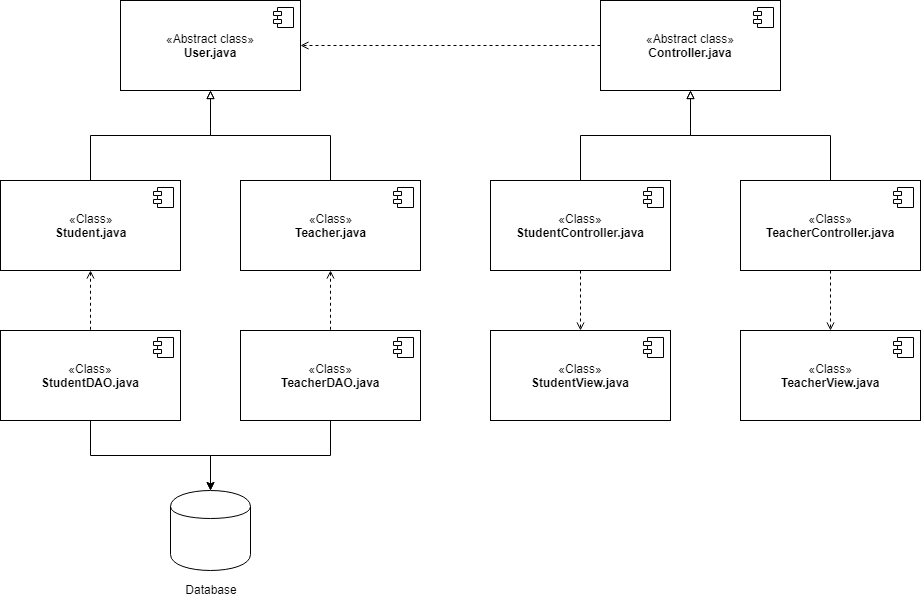 «Abstract class»
User.java
«Abstract class»
Controller.java
«Class»
Student.java
«Class»
Teacher.java
«Class»
StudentController.java
«Class»
TeacherController.java
«Class»
StudentDAO.java
«Class»
TeacherDAO.java
«Class»
StudentView.java
«Class»
TeacherView.java
Database